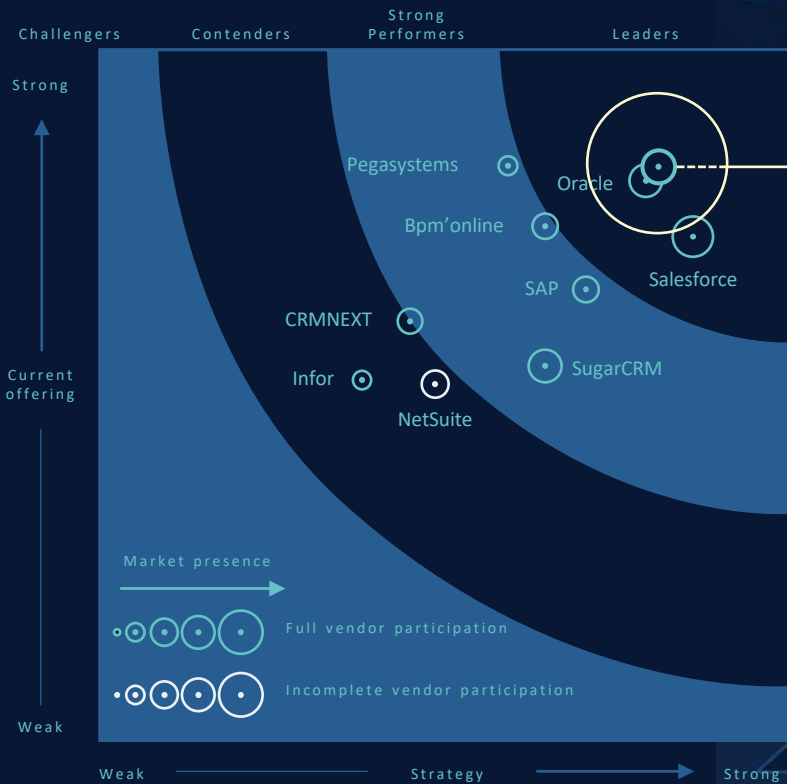 Strong
Challengers Contenders Performers Leaders
Strong
Pegasystems
Oracle
Bpm’online
Salesforce
SAP
CRMNEXT
SugarCRM
Infor
Current
offering
NetSuite
Market presence
Full vendor participation
Incomplete vendor participation
Weak
Weak Strategy Strong